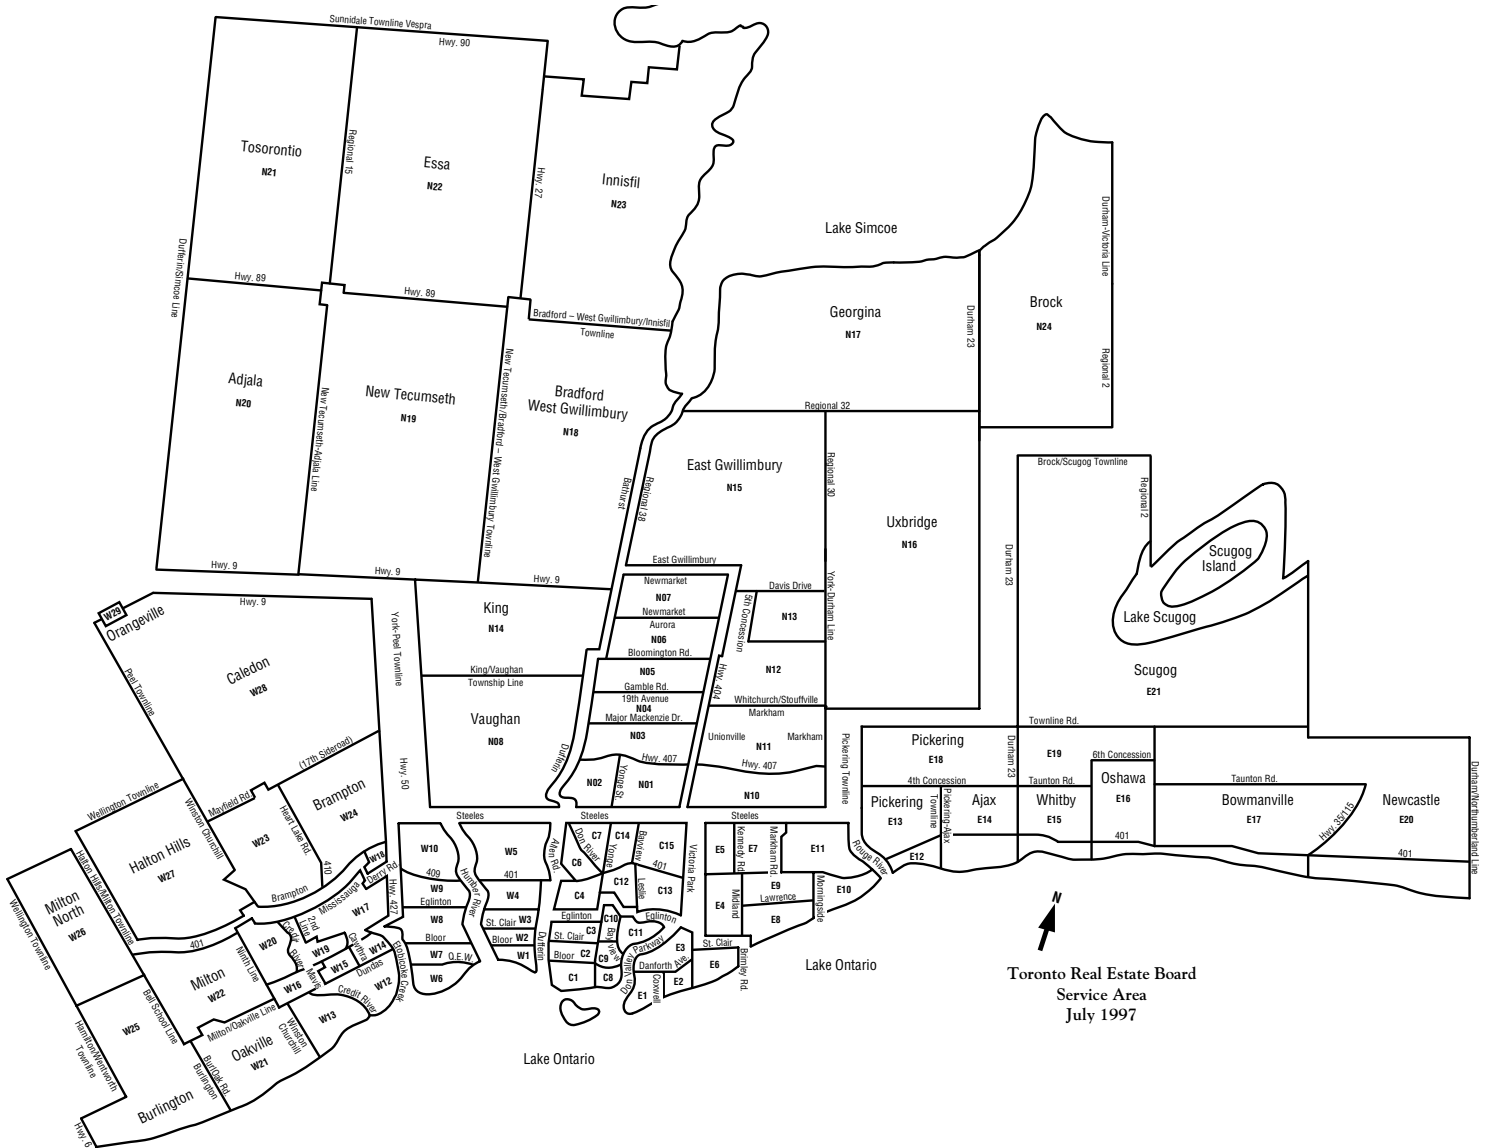 Sunnidale Townline Vespra
Hwy. 90
Tosorontio
N21
Regional 15
Essa
N22
Hwy. 27
Innisfil
N23
Dufferin/Simcoe Line
Hwy. 89
Hwy. 89
Bradford – West Gwillimbury/Innisfil
Townline
Lake Simcoe
Georgina
N17
Durham 23
Brock
N24
Durham-Victoria Line
Regional 2
Adjala
N20
New Tecumseth-Adjala Line
New Tecumseth
N19
New Tecumseth/Bradford – West Gwillimbury Townline
Bradford
West Gwillimbury
N18
Regional 32
Bathurst
Regional 38
East Gwillimbury
N15
Regional 30
Uxbridge
N16
Brock/Scugog Townline
Regional 2
Durham 23
Scugog
Island
Lake Scugog
Scugog
E21
Hwy. 9
Hwy. 9
Hwy. 9
East Gwillimbury
Newmarket
N07
Newmarket
Aurora
N06
Bloomington Rd.
N05
Gamble Rd.
19th Avenue
N04
Major Mackenzie Dr.
N03
Hwy. 407
N02
Yonge St.
N01
Davis Drive
5th Concession
N13
York-Durham Line
N12
Hwy. 404
Whitchurch/Stouffville
Markham
Unionville
Markham
N11
Hwy. 407
N10
King
N14
King/Vaughan
Township Line
Vaughan
N08
Dufferin
W29
Orangeville
Hwy. 9
Caledon
W28
Peel Townline
York-Peel Townline
Hwy. 50
(17th Sideroad)
Wellington Townline
Mayfield Rd.
Winston Churchill
Heart Lake Rd.
Brampton
W24
W23
410
Halton Hills
W27
Halton Hills/Milton Townline
Milton
North
W26
Wellington Townline
Brampton
Mississauga
W18
Derry Rd.
Hwy. 427
W17
2nd
Line
Credit
River
W20
W19
Cawthra
W14
W15
Mavis
W16
Dundas
W12
Etobicoke Creek
Credit River
W13
401
Ninth Line
Milton
W22
Milton/Oakville Line
Winston
Churchill
Oakville
W21
Bell School Line
W25
Hamilton/Wentworth
Townline
BurlOak Rd.
Burlington
Burlington
Hwy. 6
Steeles
Steeles
Steeles
W10
409
W9
Eglinton
W8
Bloor
W7
Q.E.W.
W6
Humber River
W5
401
W4
St. Clair
W3
Bloor
W2
W1
Allen Rd.
Dufferin
C7
Don River
C6
C14
Yonge
Bayview
C15
401
C4
C12
Leslie
C13
Victoria Park
Eglinton
Eglinton
C10
C3
St. Clair
Bay View
C11
Bloor
C2
C9
C1
C8
Don Valley
Parkway
E3
Danforth Ave.
Coxwell
E1
E2
St. Clair
E6
Brimley Rd.
E5
Kennedy Rd.
E7
Markham Rd.
E11
E4
Midland
E9
Lawrence
E8
Morningside
E10
Rouge River
Pickering Townline
Townline Rd.
Pickering
E18
Durham 23
E19
6th Concession
4th Concession
Taunton Rd.
Taunton Rd.
Pickering
E13
Pickering-Ajax
Townline
Ajax
E14
Whitby
E15
Oshawa
E16
401
Bowmanville
E17
Hwy. 35/115
Newcastle
E20
401
Durham/Northumberland Line
E12
Lake Ontario
Lake Ontario
N
Toronto Real Estate Board
Service Area
July 1997